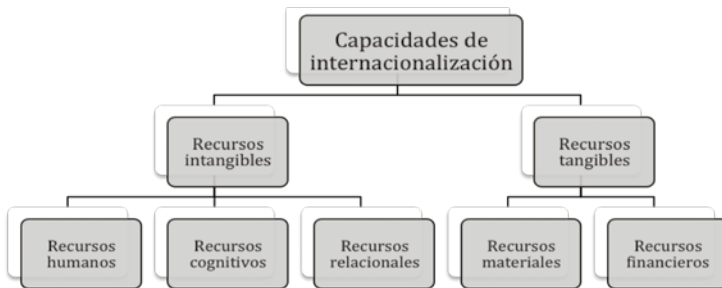 Capacidades de
internacionalización
Recursos
intangibles
Recursos
tangibles
Recursos
humanos
Recursos
cognitivos
Recursos
relacionales
Recursos
materiales
Recursos
financieros